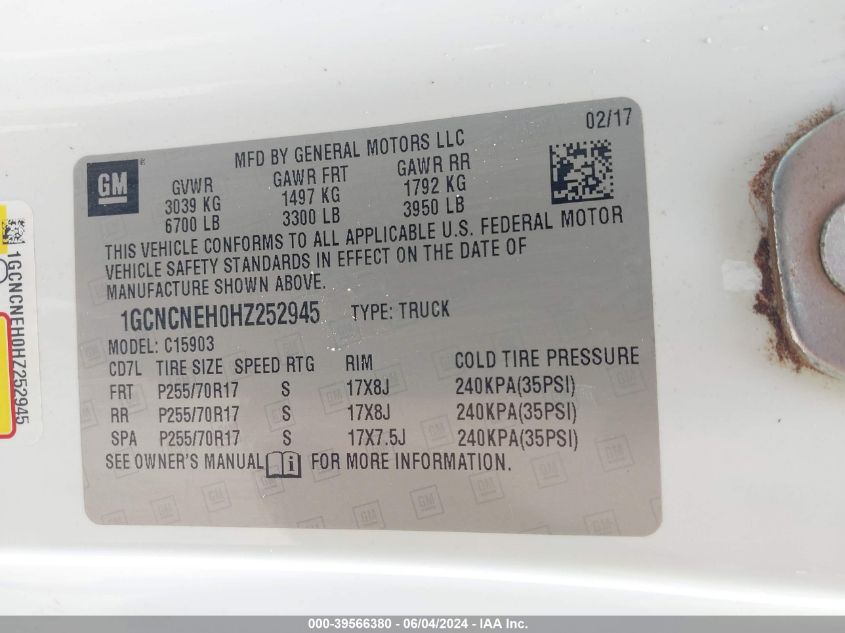 02/17
MFD BY GENERAL MOTORS LLC
GM
GVWR GAWR FRT GAWR RR
3039 KG 1497 KG 1792 KG
6700 LB 3300 LB 3950 LB
THIS VEHICLE CONFORMS TO ALL APPLICABLE U.S. FEDERAL MOTOR
VEHICLE SAFETY STANDARDS IN EFFECT ON THE DATE OF
MANUFACTURE SHOWN ABOVE.
1GCNCNEH0HZ252945 TYPE: TRUCK
MODEL: C15903
CD7L TIRE SIZE SPEED RTG RIM COLD TIRE PRESSURE
FRT P255/70R17 S 17X8J 240KPA(35PSI)
RR P255/70R17 S 17X8J 240KPA(35PSI)
SPA P255/70R17 S 17X7.5J 240KPA(35PSI)
SEE OWNER'S MANUAL i FOR MORE INFORMATION.
1GCNCNEH0HZ252945
000-39566380 - 06/04/2024 - IAA Inc.